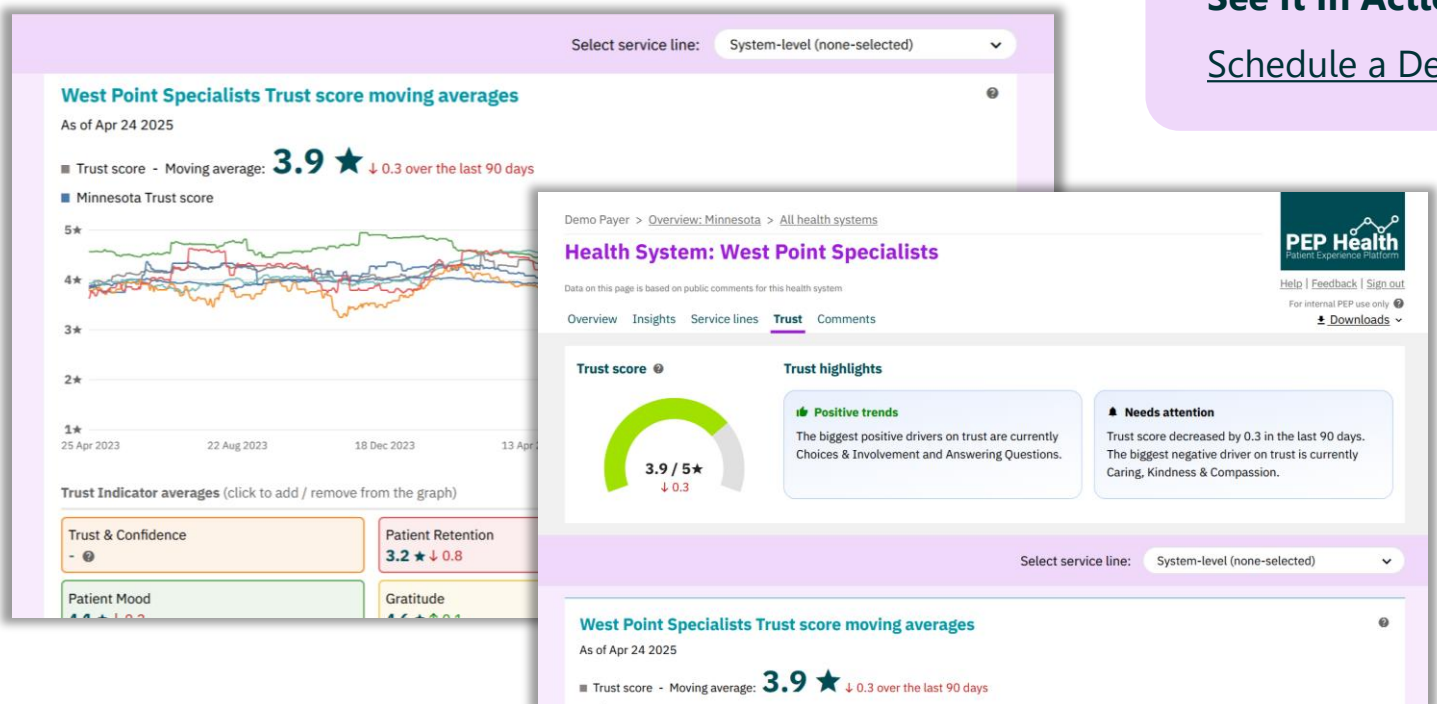 See It in
Schedule a
Select service line: System-level (none-selected)
West Point Specialists Trust score moving averages
As of Apr 24 2025
Trust score - Moving average: 3.9 ★ ↓ 0.3 over the last 90 days
Minnesota Trust score
5★
4★
3★
2★
1★
25 Apr 2023 22 Aug 2023 18 Dec 2023 13 Apr
Trust Indicator averages (click to add / remove from the graph)
Trust & Confidence
-
Patient Retention
3.2 ★ ↓ 0.8
Patient Mood
Gratitude
Demo Payer > Overview: Minnesota > All health systems
Health System: West Point Specialists
Data on this page is based on public comments for this health system
PEP Health
Patient Experience Platform
Help | Feedback | Sign out
For internal PEP use only
Downloads
Overview Insights Service lines Trust Comments
Trust score
3.9 / 5★
↓ 0.3
Trust highlights
Positive trends
The biggest positive drivers on trust are currently
Choices & Involvement and Answering Questions.
Needs attention
Trust score decreased by 0.3 in the last 90 days.
The biggest negative driver on trust is currently
Caring, Kindness & Compassion.
Select service line: System-level (none-selected)
West Point Specialists Trust score moving averages
As of Apr 24 2025
Trust score - Moving average: 3.9 ★ ↓ 0.3 over the last 90 days